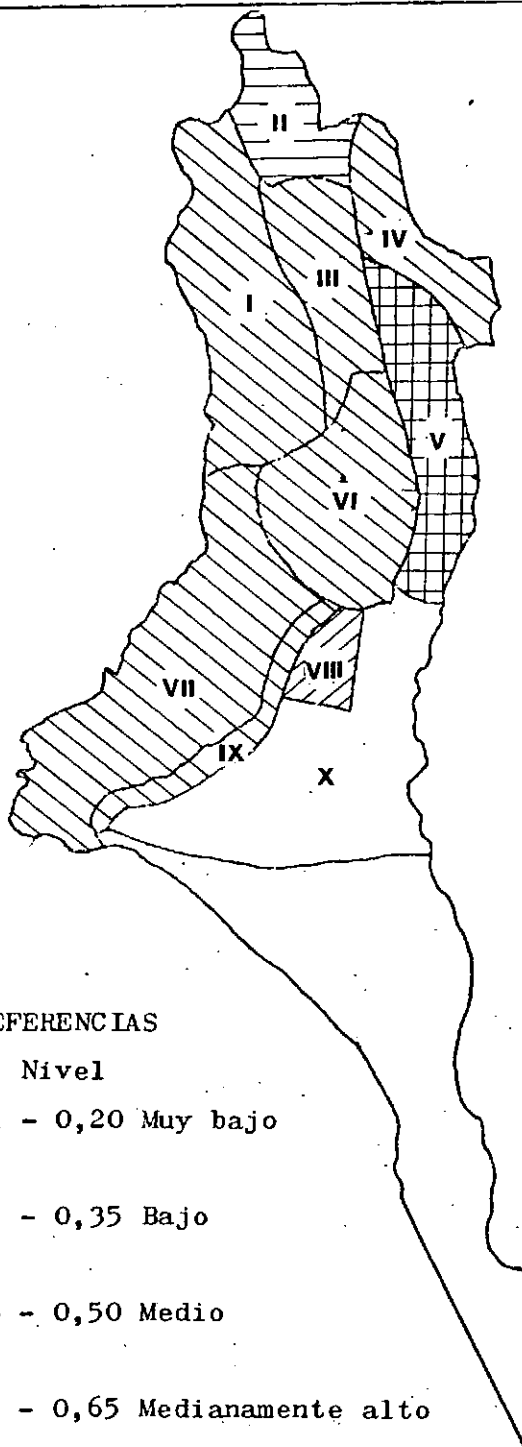 II
IV
III
I
V
VI
VIII
VII
IX
X
EFERENCIAS
Nivel
- 0,20 Muy bajo
- 0,35 Bajo
- 0,50 Medio
- 0,65 Medianamente alto